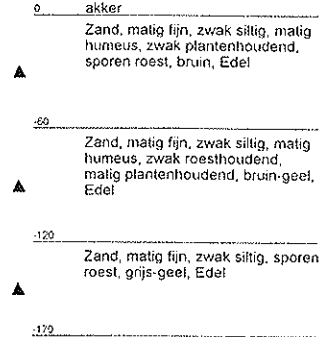 0 akker
Zand, matig fijn, zwak siltig, matig
humeus, zwak plantenhoudend,
sporen roest, bruin, Edel
-60
Zand, matig fijn, zwak siltig, matig
humeus, zwak roesthoudend,
matig plantenhoudend, bruin-geel,
Edel
-120
Zand, matig fijn, zwak siltig, sporen
roest, grijs-geel, Edel
-170